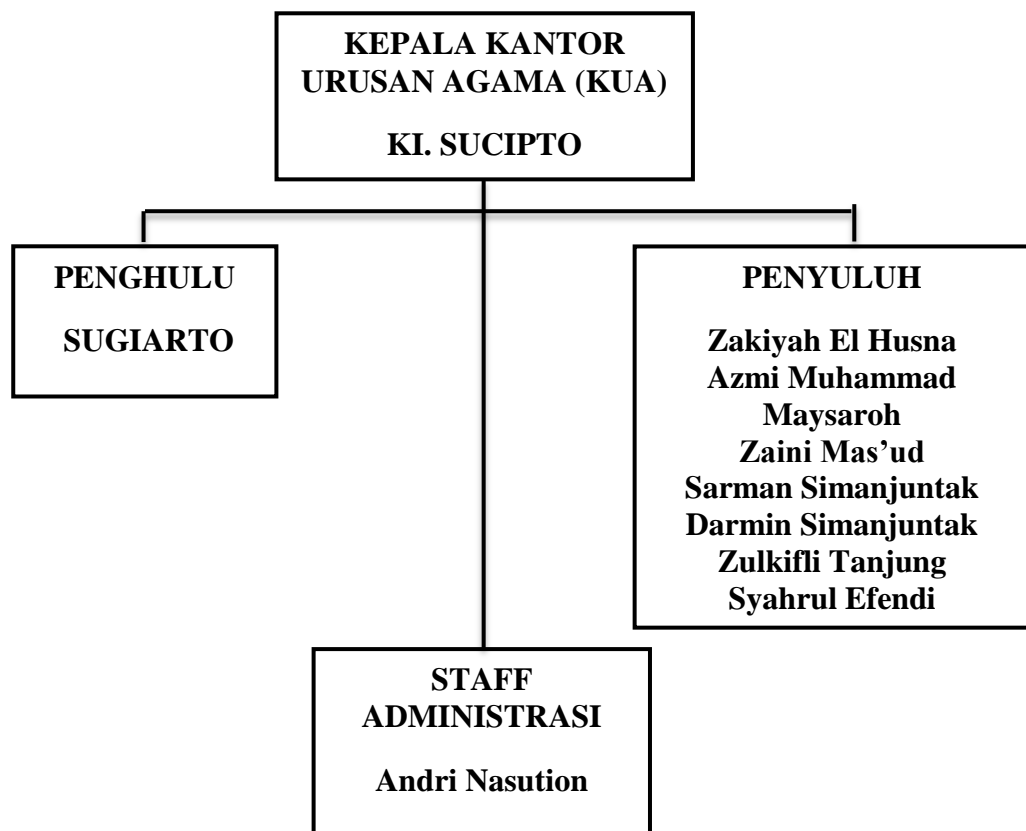 KEPALA KANTOR
URUSAN AGAMA (KUA)
KI. SUCIPTO
PENGHULU
SUGIARTO
PENYULUH
Zakiyah El Husna
Azmi Muhammad
Maysaroh
Zaini Mas’ud
Sarman Simanjuntak
Darmin Simanjuntak
Zulkifli Tanjung
Syahrul Efendi
STAFF
ADMINISTRASI
Andri Nasution